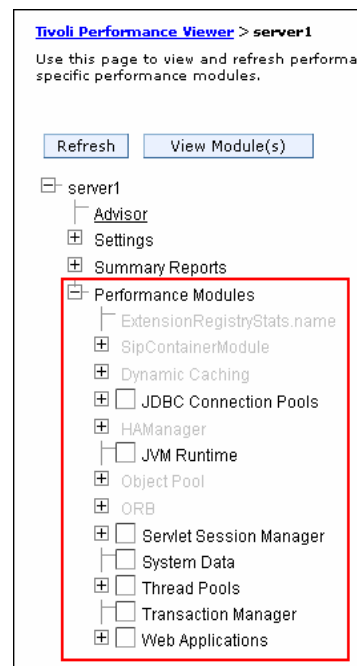 Tivoli Performance Viewer > server1
Use this page to view and refresh performa
specific performance modules.
Refresh View Module(s)
server1
Advisor
Settings
Summary Reports
Performance Modules
ExtensionRegistryStats.name
SipContainerModule
Dynamic Caching
JDBC Connection Pools
HAManager
JVM Runtime
Object Pool
ORB
Servlet Session Manager
System Data
Thread Pools
Transaction Manager
Web Applications